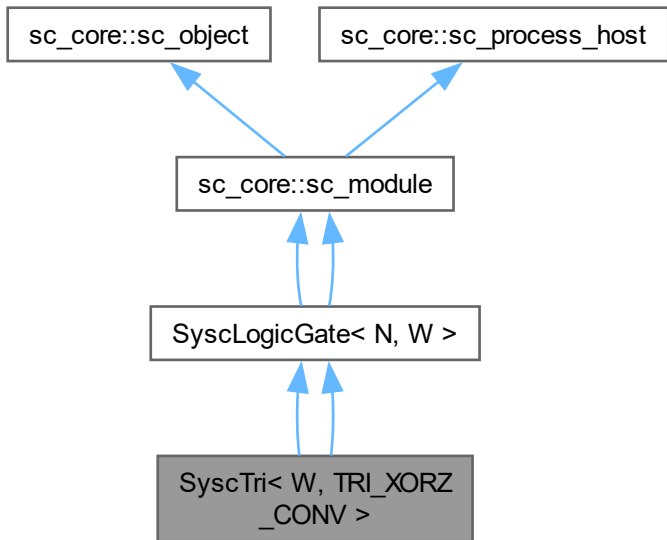 sc_core::sc_object
sc_core::sc_process_host
sc_core::sc_module
SyscLogicGate< N, W >
SyscTri< W, TRI_XORZ
_CONV >